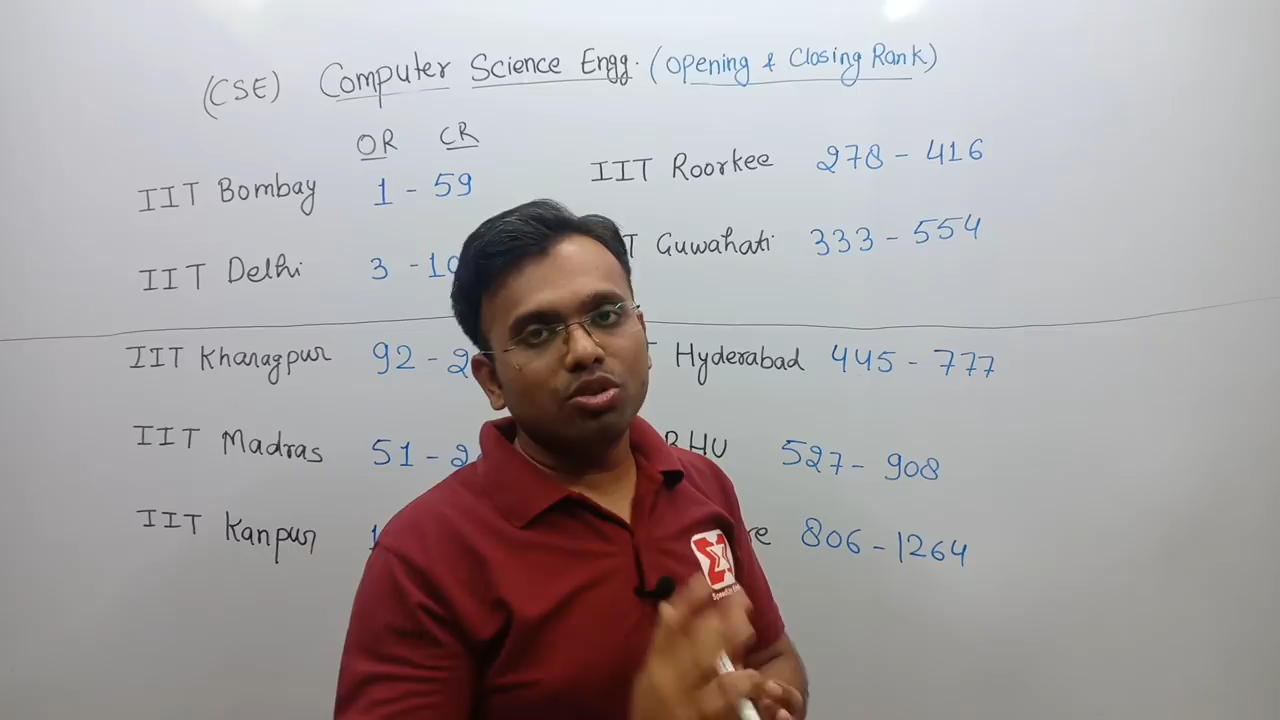 (CSE) Computer Science Engg. (Opening & Closing Rank)
OR CR
IIT Bombay 1 - 59
IIT Delhi 3 -
IIT Kharagpur 92 -
IIT Madras 51 -
IIT Kanpur
IIT Roorkee 278 - 416
Guwahati 333 - 554
Hyderabad 445 - 777
BHU 527 - 908
806 - 1264